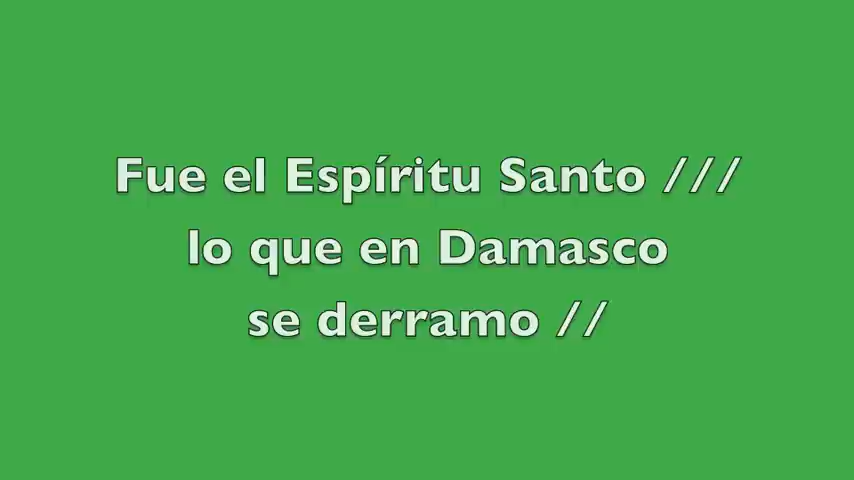 Fue el Espíritu Santo ///
lo que en Damasco
se derramo //